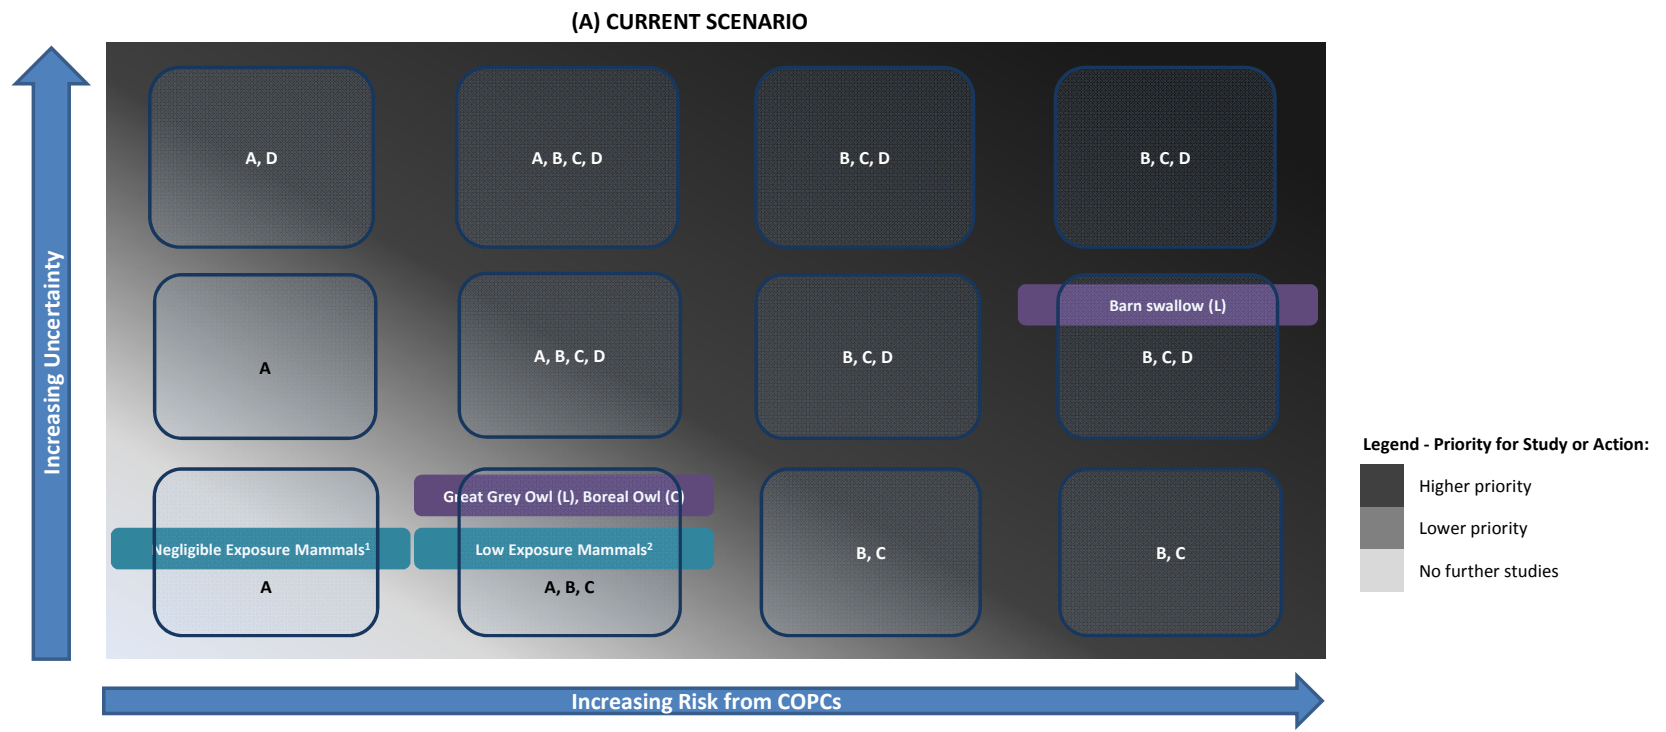 (A) CURRENT SCENARIO
Increasing Uncertainty
A, D
A, B, C, D
B, C, D
B, C, D
Barn swallow (L)
A
A, B, C, D
B, C, D
B, C, D
Great Grey Owl (L), Boreal Owl (C)
Negligible Exposure Mammals¹
Low Exposure Mammals²
A
A, B, C
B, C
B, C
Increasing Risk from COPCs
Legend - Priority for Study or Action:
Higher priority
Lower priority
No further studies